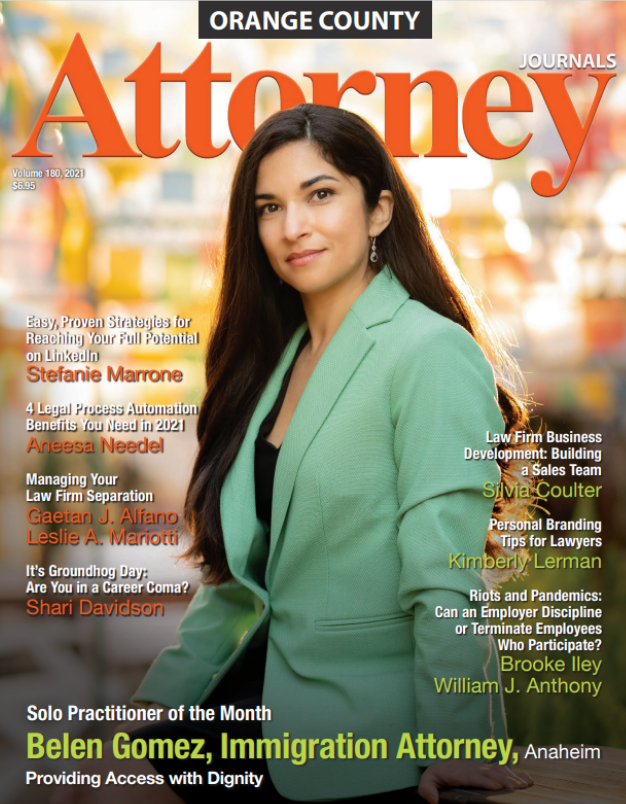 ORANGE COUNTY
Attorney
JOURNALS
Volume 180, 2021
$6.95
Easy, Proven Strategies for
Reaching Your Full Potential
on LinkedIn
Stefanie Marrone
4 Legal Process Automation
Benefits You Need in 2021
Aneesa Needel
Managing Your
Law Firm Separation
Gaetan J. Alfano
Leslie A. Mariotti
It's Groundhog Day:
Are You in a Career Coma?
Shari Davidson
Law Firm Business
Development: Building
a Sales Team
Silvia Coulter
Personal Branding
Tips for Lawyers
Kimberly Lerman
Riots and Pandemics:
Can an Employer Discipline
or Terminate Employees
Who Participate?
Brooke Iley
William J. Anthony
Solo Practitioner of the Month
Belen Gomez, Immigration Attorney, Anaheim
Providing Access with Dignity